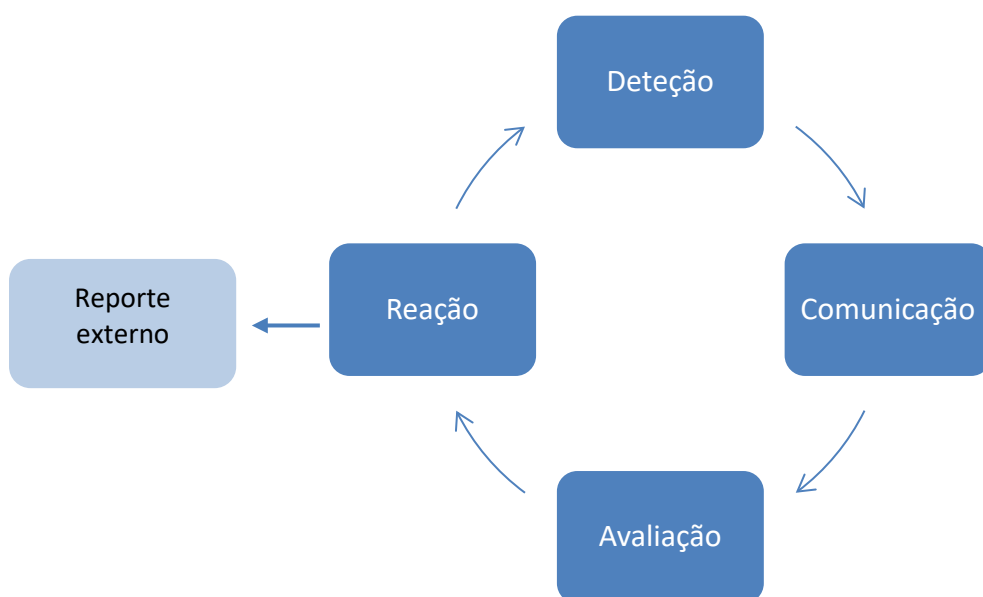 Deteção
Comunicação
Avaliação
Reação
Reporte
externo